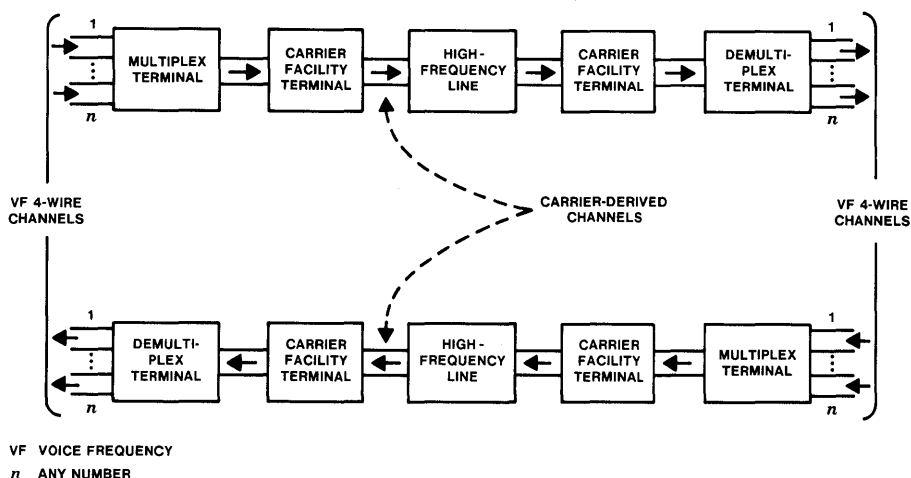 1
n
MULTIPLEX
TERMINAL
CARRIER
FACILITY
TERMINAL
HIGH-
FREQUENCY
LINE
CARRIER
FACILITY
TERMINAL
DEMULTI-
PLEX
TERMINAL
1
n
VF 4-WIRE
CHANNELS
CARRIER-DERIVED
CHANNELS
VF 4-WIRE
CHANNELS
1
n
DEMULTI-
PLEX
TERMINAL
CARRIER
FACILITY
TERMINAL
HIGH-
FREQUENCY
LINE
CARRIER
FACILITY
TERMINAL
MULTIPLEX
TERMINAL
1
n
VF VOICE FREQUENCY
n ANY NUMBER